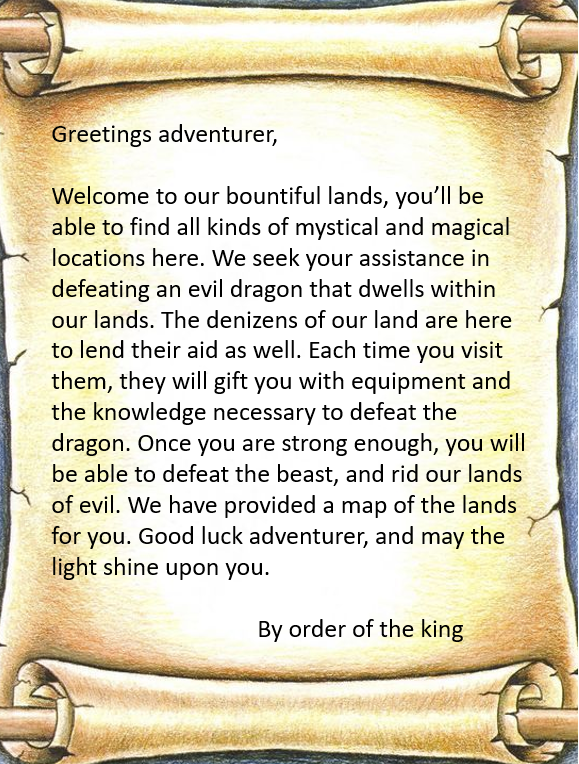 Greetings adventurer,
Welcome to our bountiful lands, you’ll be
able to find all kinds of mystical and magical
locations here. We seek your assistance in
defeating an evil dragon that dwells within
our lands. The denizens of our land are here
to lend their aid as well. Each time you visit
them, they will gift you with equipment and
the knowledge necessary to defeat the
dragon. Once you are strong enough, you will
be able to defeat the beast, and rid our lands
of evil. We have provided a map of the lands
for you. Good luck adventurer, and may the
light shine upon you.
By order of the king